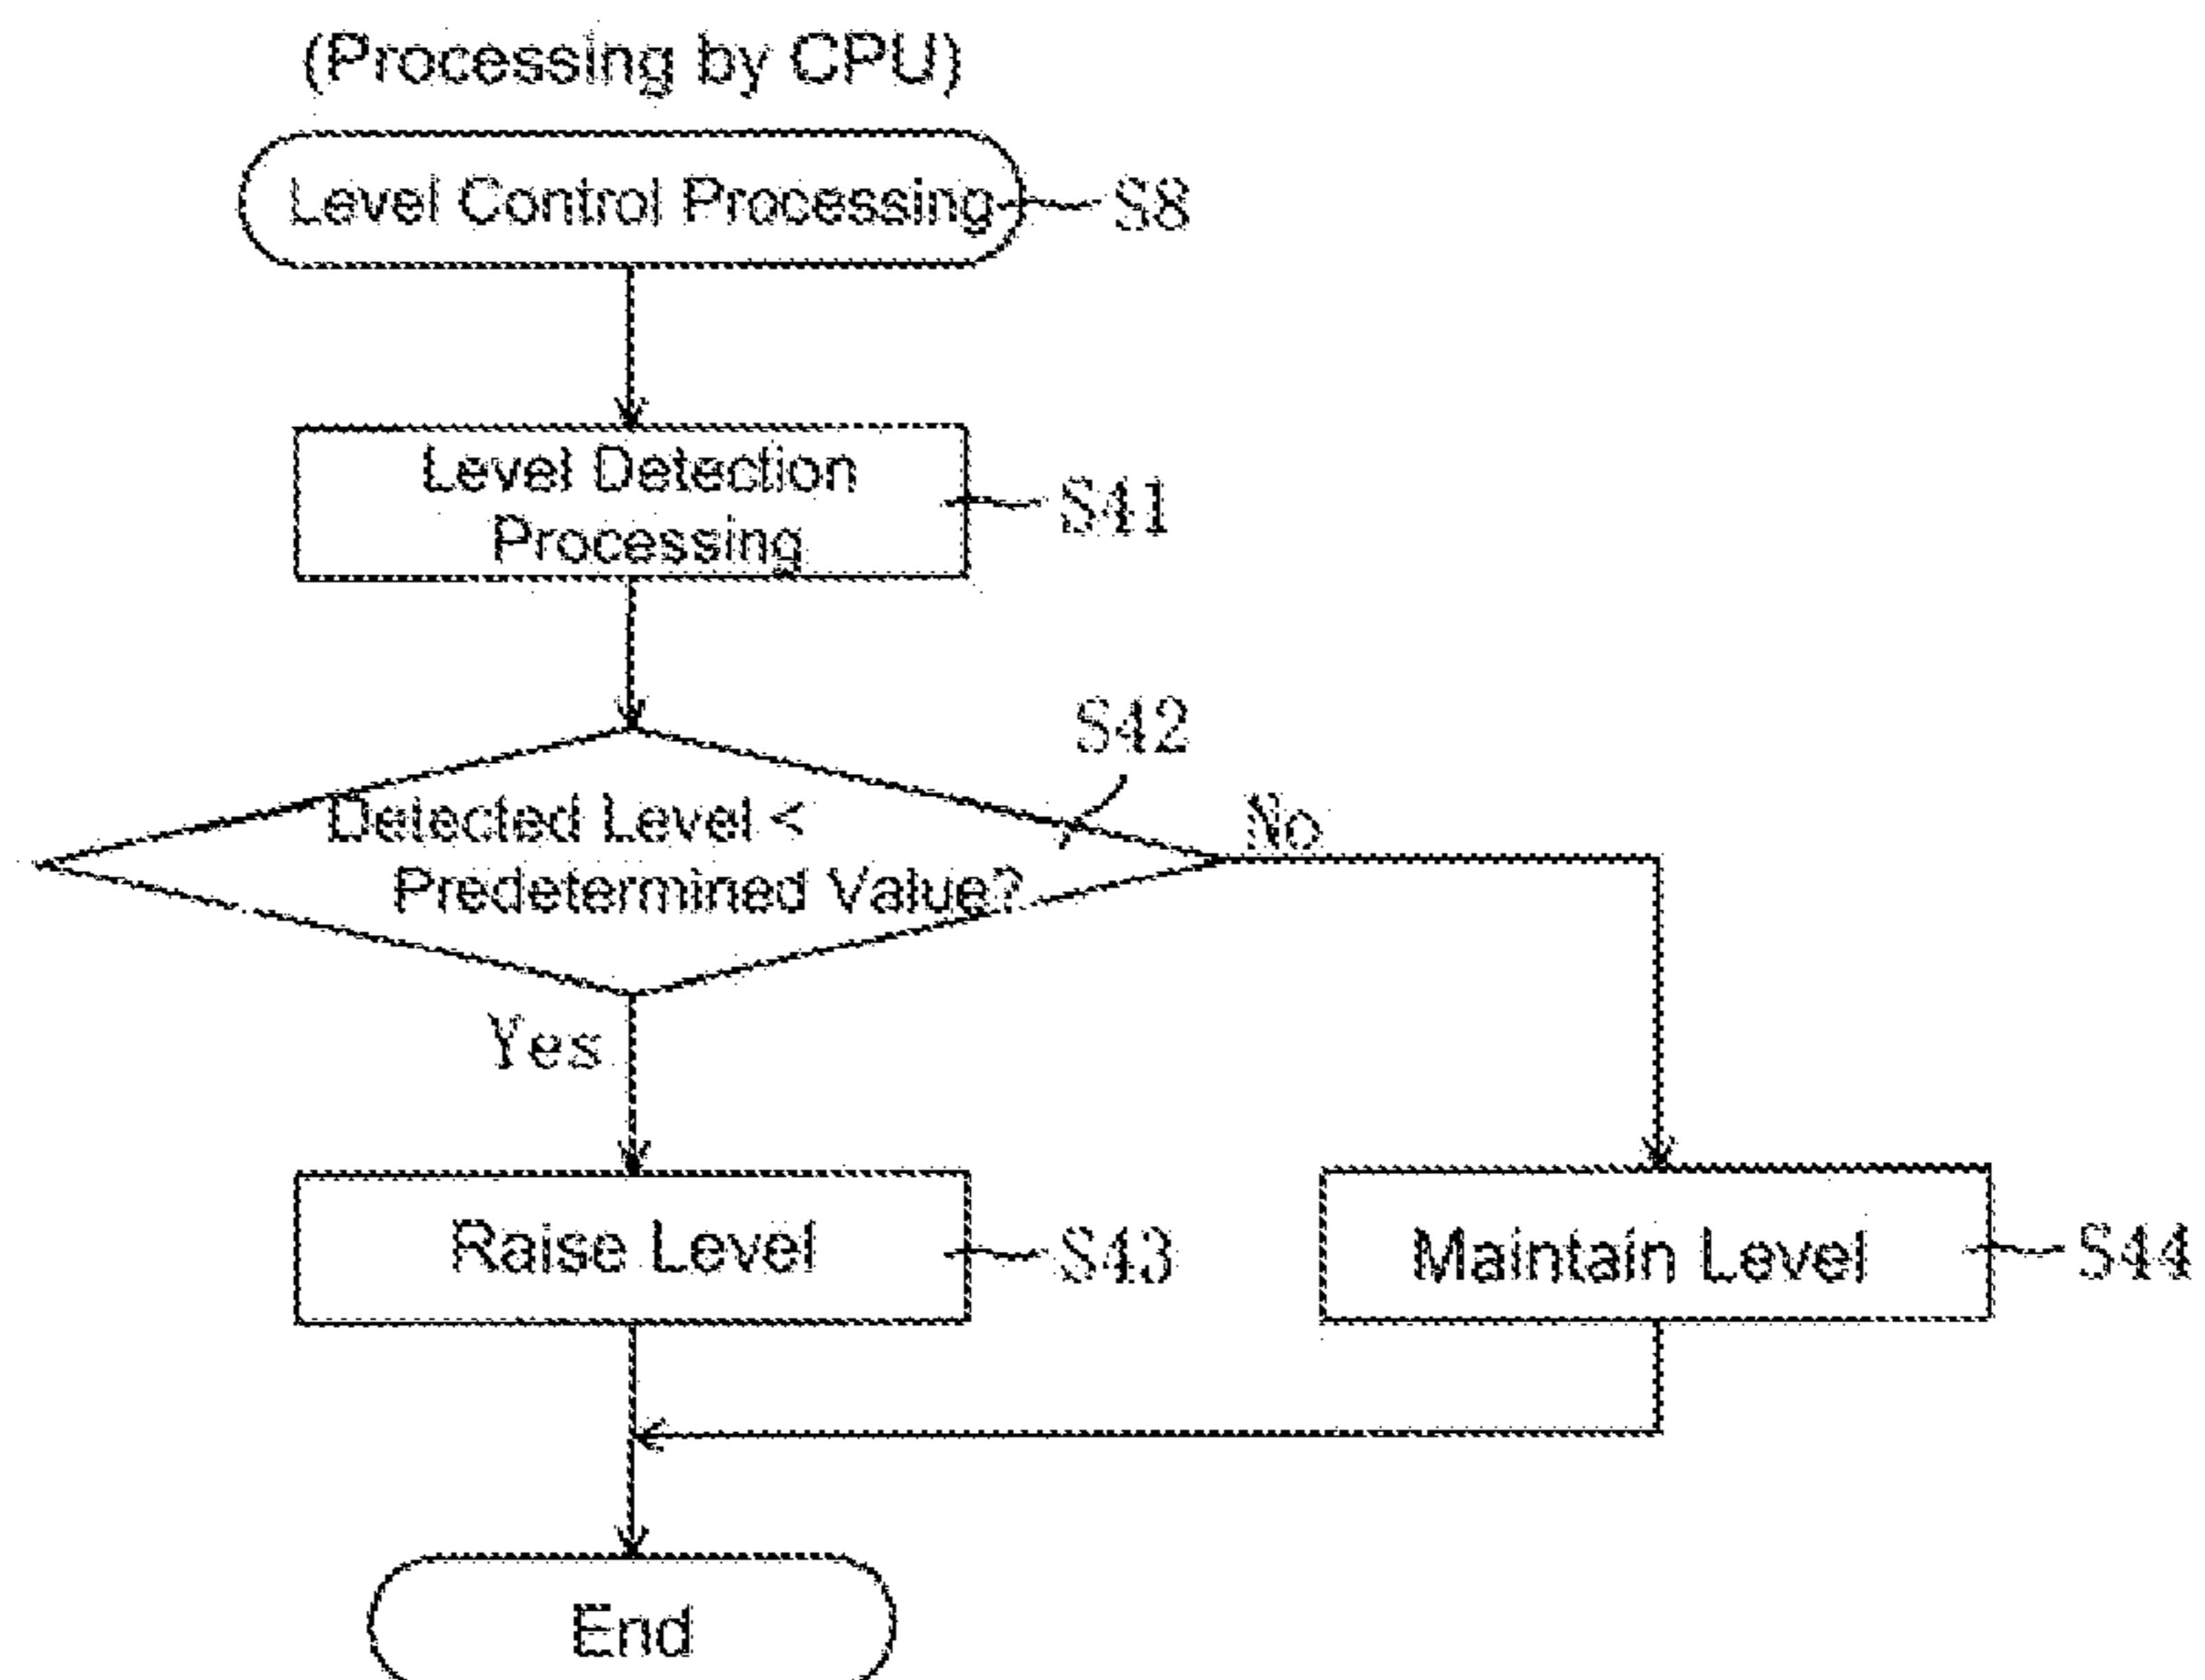 (Processing by CPU)
Level Control Processing
S8
Level Detection
Processing
S41
S42
Detected Level <
Predetermined Value?
No
Yes
Raise Level
S43
Maintain Level
S44
End